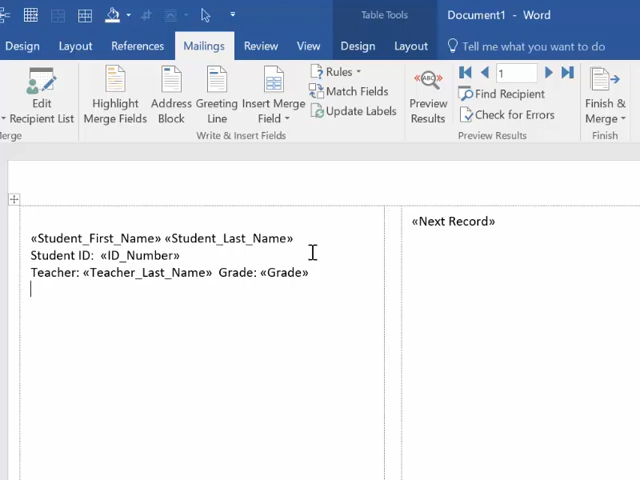 Table Tools
Document1 - Word
Design Layout References Mailings Review View Design Layout Tell me what you want to do
Edit
Recipient List
Highlight
Merge Fields
Address
Block
Greeting
Line
Insert Merge
Field
Rules
Match Fields
Update Labels
Preview
Results
ABC
1
Find Recipient
Check for Errors
Finish &
Merge
erge
Write & Insert Fields
Preview Results
Finish
«Student_First_Name» «Student_Last_Name»
Student ID: «ID_Number»
Teacher: «Teacher_Last_Name» Grade: «Grade»
«Next Record»